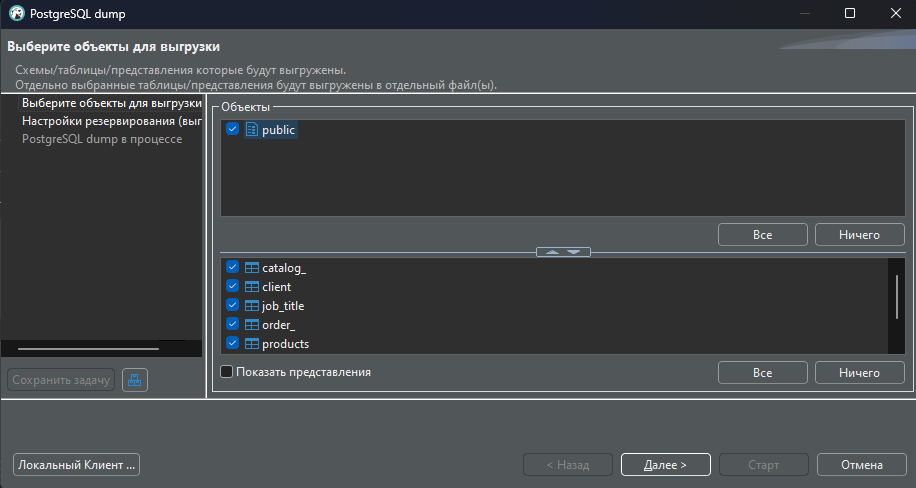 PostgreSQL dump
Выберите объекты для выгрузки
Схемы/таблицы/представления которые будут выгружены.
Отдельно выбранные таблицы/представления будут выгружены в отдельный файл(ы).
Выберите объекты для выгрузки
Настройки резервирования (выг
PostgreSQL dump в процессе
Объекты
public
Все
Ничего
catalog_
client
job_title
order_
products
Показать представления
Все
Ничего
Сохранить задачу
Локальный Клиент ...
< Назад
Далее >
Старт
Отмена